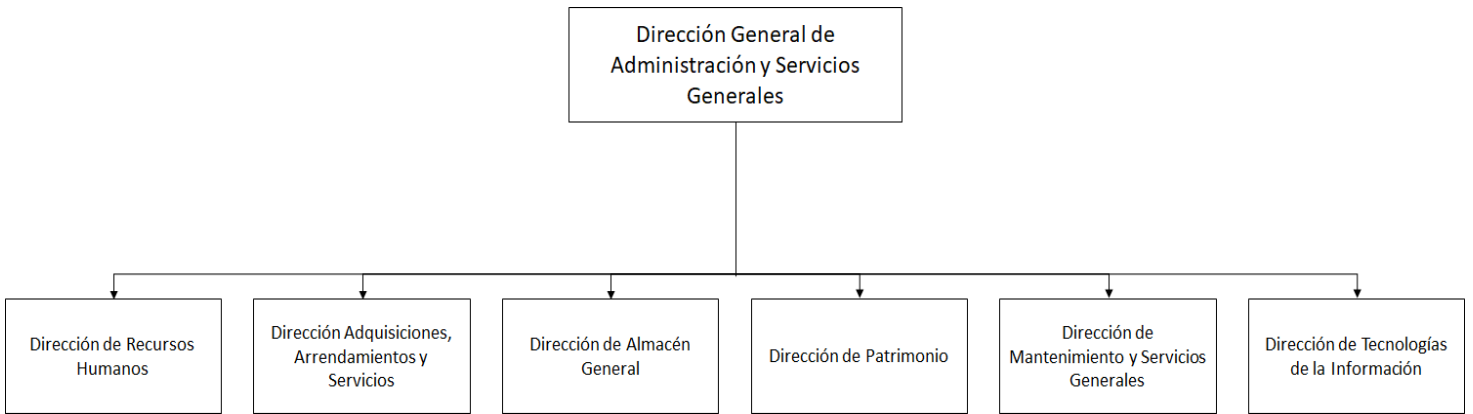 Dirección General de
Administración y Servicios
Generales
Dirección de Recursos
Humanos
Dirección Adquisiciones,
Arrendamientos y
Servicios
Dirección de Almacén
General
Dirección de Patrimonio
Dirección de
Mantenimiento y Servicios
Generales
Dirección de Tecnologías
de la Información